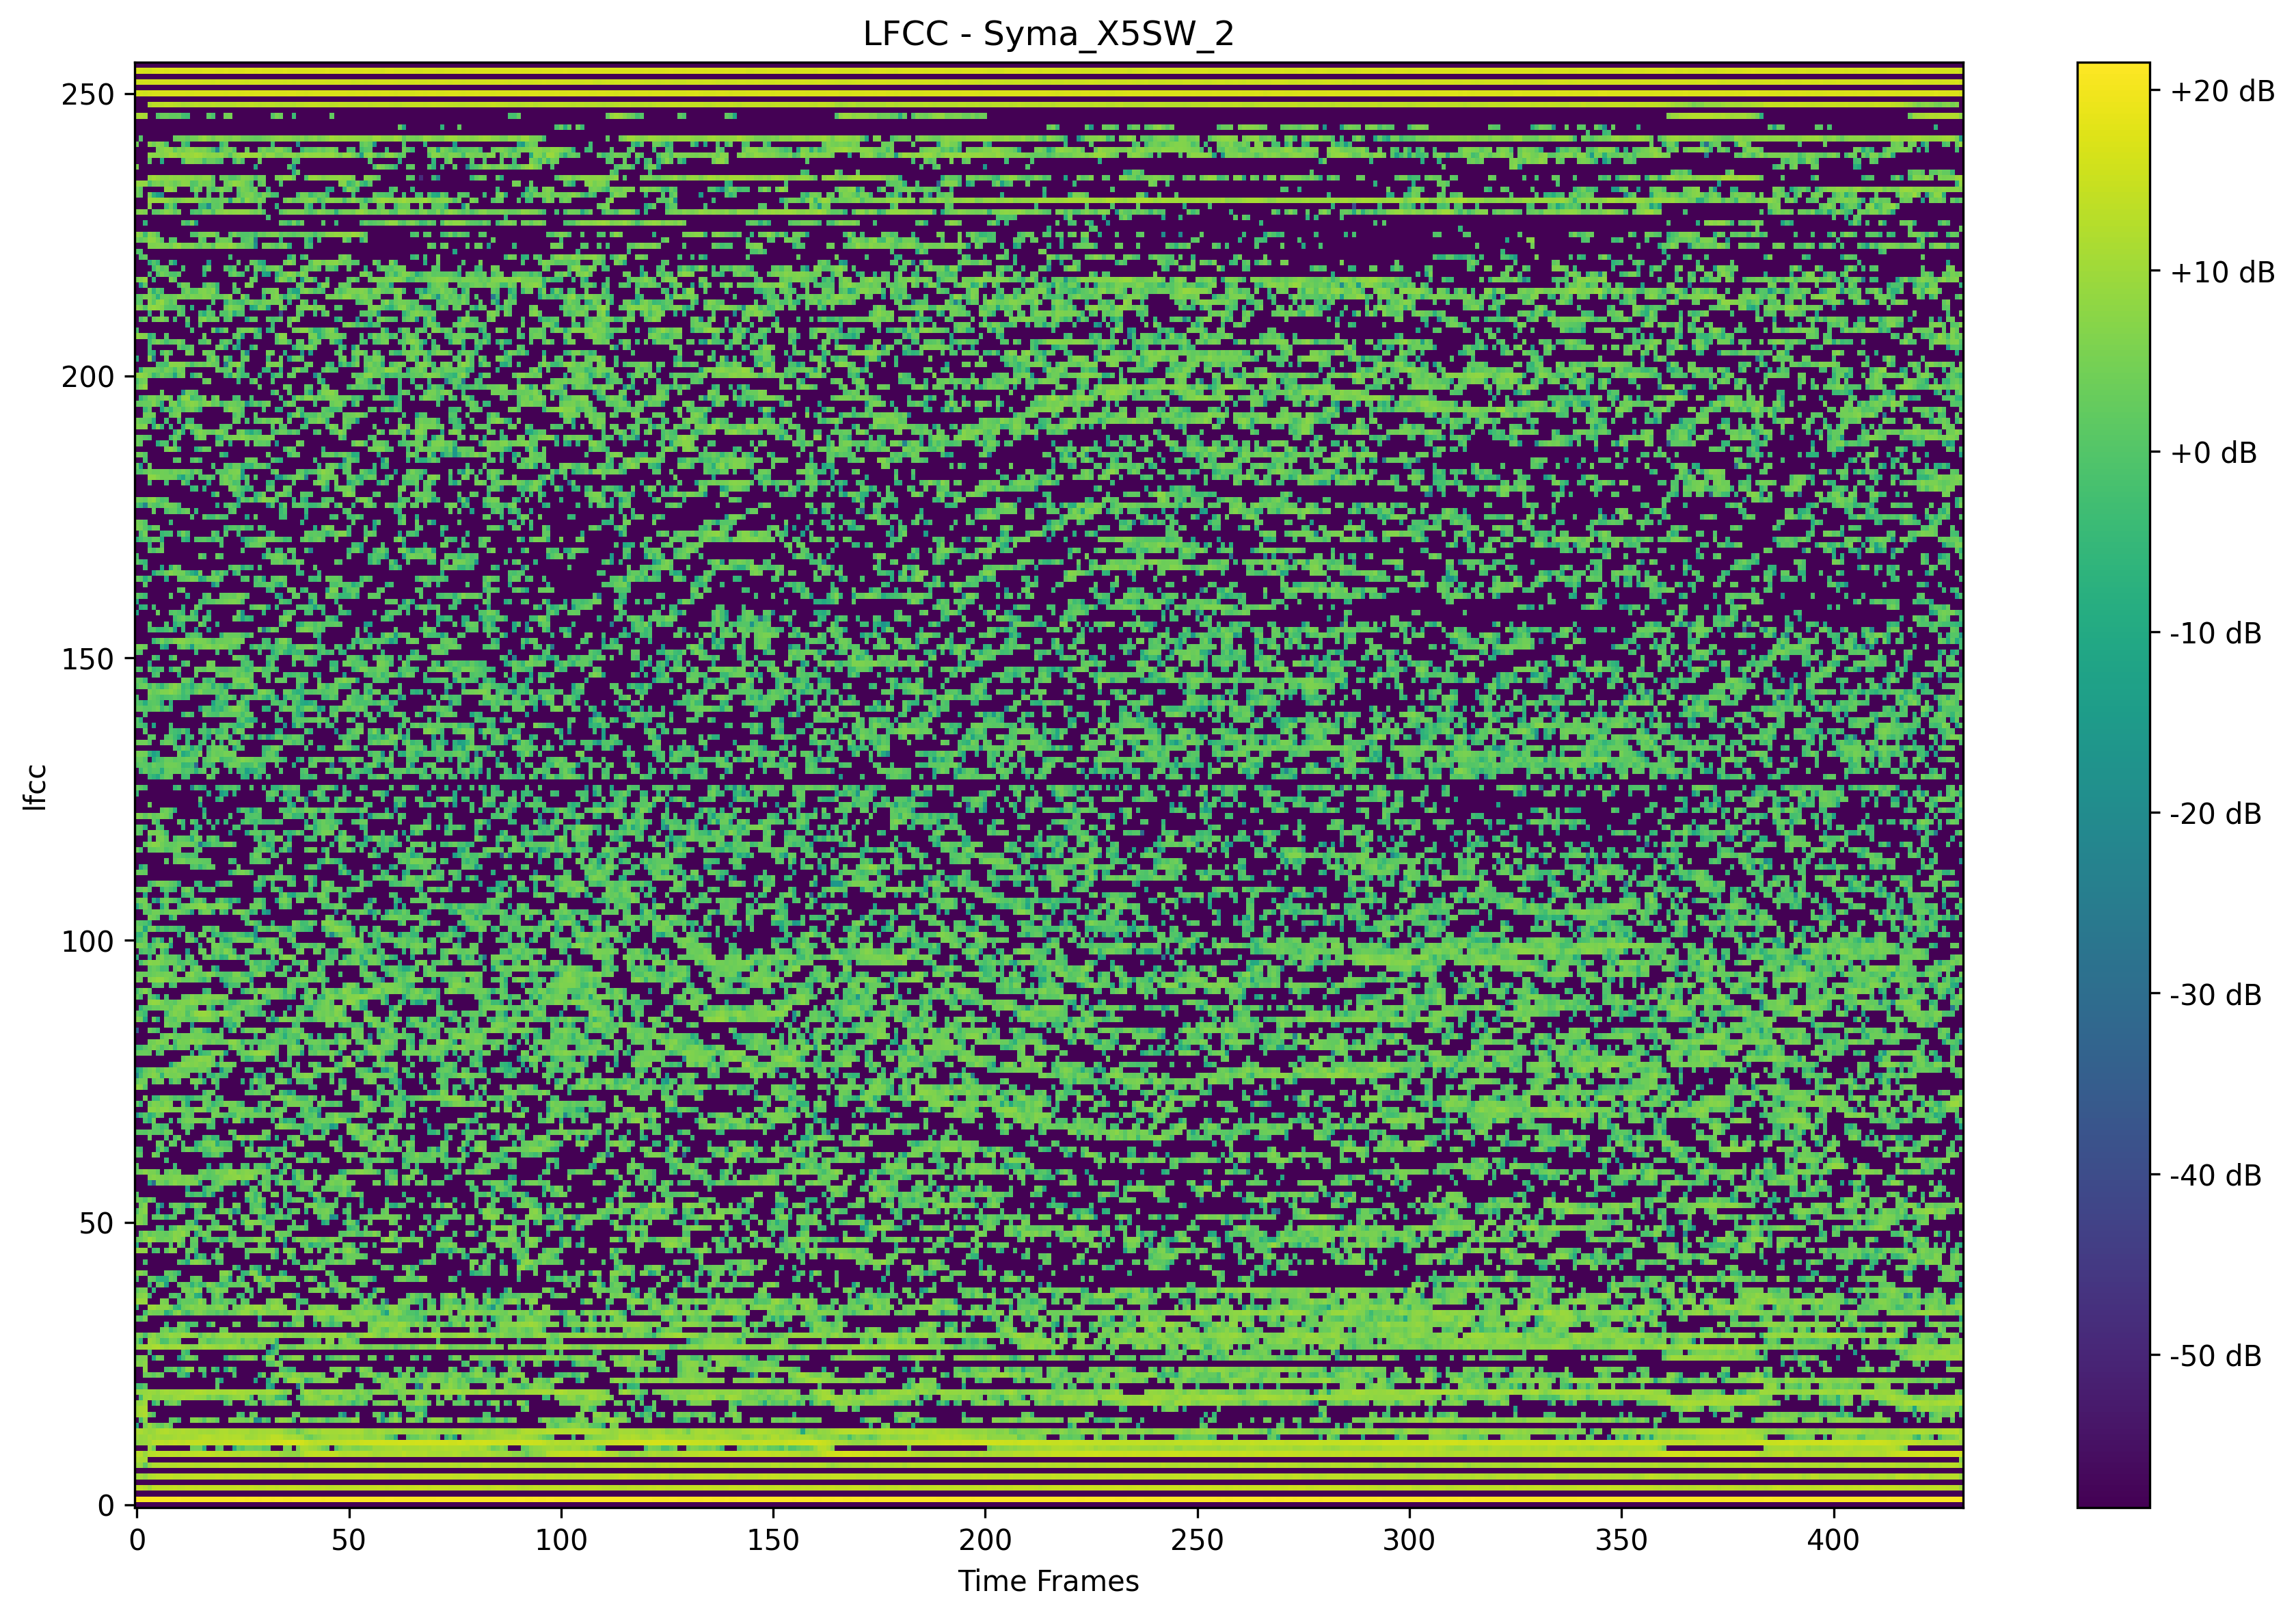 LFCC - Syma_X5SW_2
250
200
150
100
50
0
lfcc
0 50 100 150 200 250 300 350 400
Time Frames
+20 dB
+10 dB
+0 dB
-10 dB
-20 dB
-30 dB
-40 dB
-50 dB